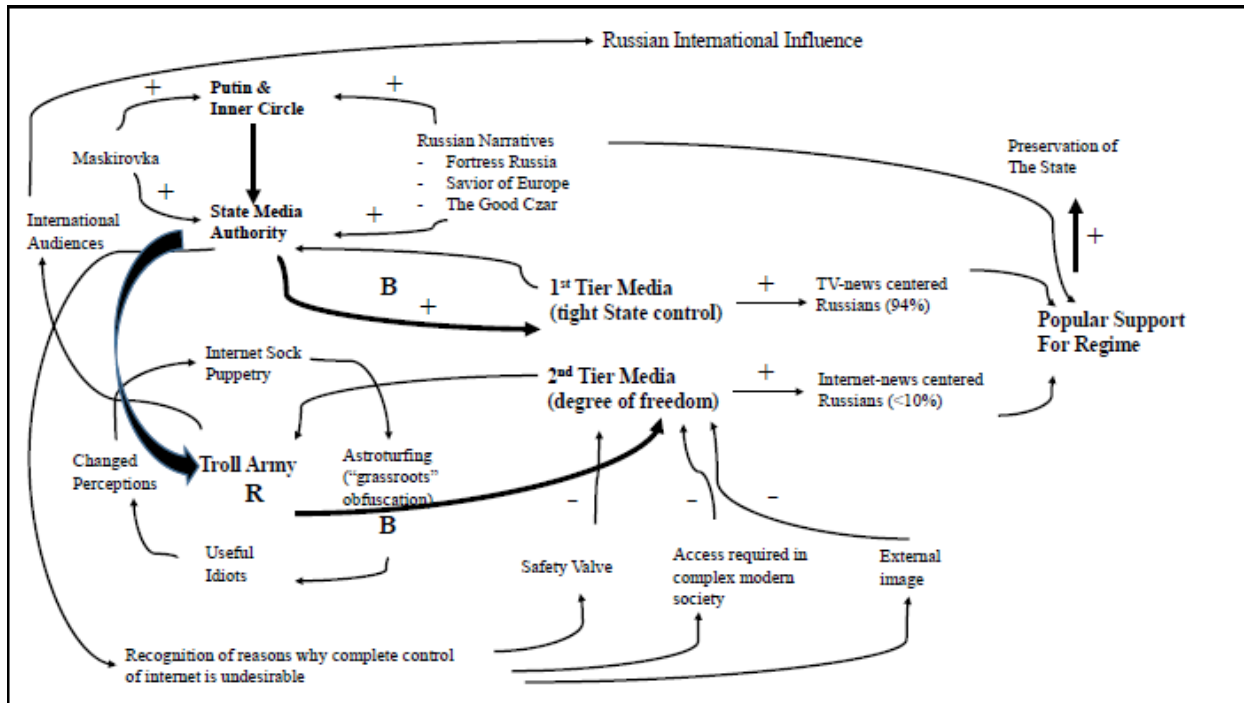 Russian International Influence
+
Putin &
Inner Circle
+
Maskirovka
+
Russian Narratives
- Fortress Russia
- Savior of Europe
- The Good Czar
+
Preservation of
The State
+
International
Audiences
State Media
Authority
B
+
1st Tier Media
(tight State control)
+
TV-news centered
Russians (94%)
Popular Support
For Regime
Internet Sock
Puppetry
2nd Tier Media
(degree of freedom)
+
Internet-news centered
Russians (<10%)
Changed
Perceptions
Troll Army
R
Astroturfing
("grassroots"
obfuscation)
B
-
-
-
Useful
Idiots
Safety Valve
Access required in
complex modern
society
External
image
Recognition of reasons why complete control
of internet is undesirable